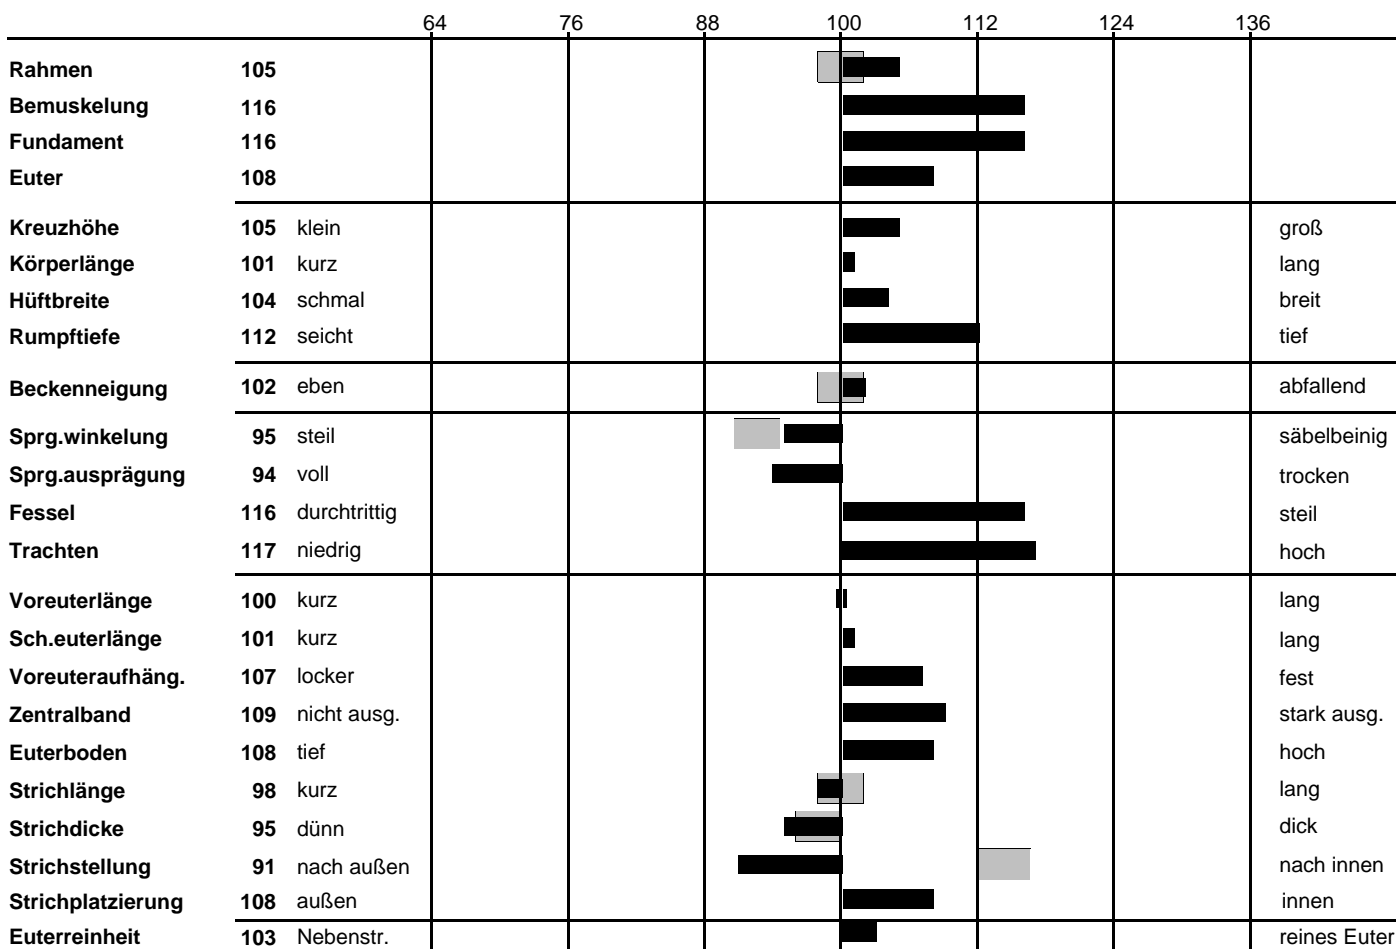 64 76 88 100 112 124 136
Rahmen 105
Bemuskelung 116
Fundament 116
Euter 108
Kreuzhöhe 105 klein groß
Körperlänge 101 kurz lang
Hüftbreite 104 schmal breit
Rumpftiefe 112 seicht tief
Beckenneigung 102 eben abfallend
Sprg.winkelung 95 steil säbelbeinig
Sprg.ausprägung 94 voll trocken
Fessel 116 durchtrittig steil
Trachten 117 niedrig hoch
Voreuterlänge 100 kurz lang
Sch.euterlänge 101 kurz lang
Voreuteraufhäng. 107 locker fest
Zentralband 109 nicht ausg. stark ausg.
Euterboden 108 tief hoch
Strichlänge 98 kurz lang
Strichdicke 95 dünn dick
Strichstellung 91 nach außen nach innen
Strichplatzierung 108 außen innen
Euterreinheit 103 Nebenstr. reines Euter